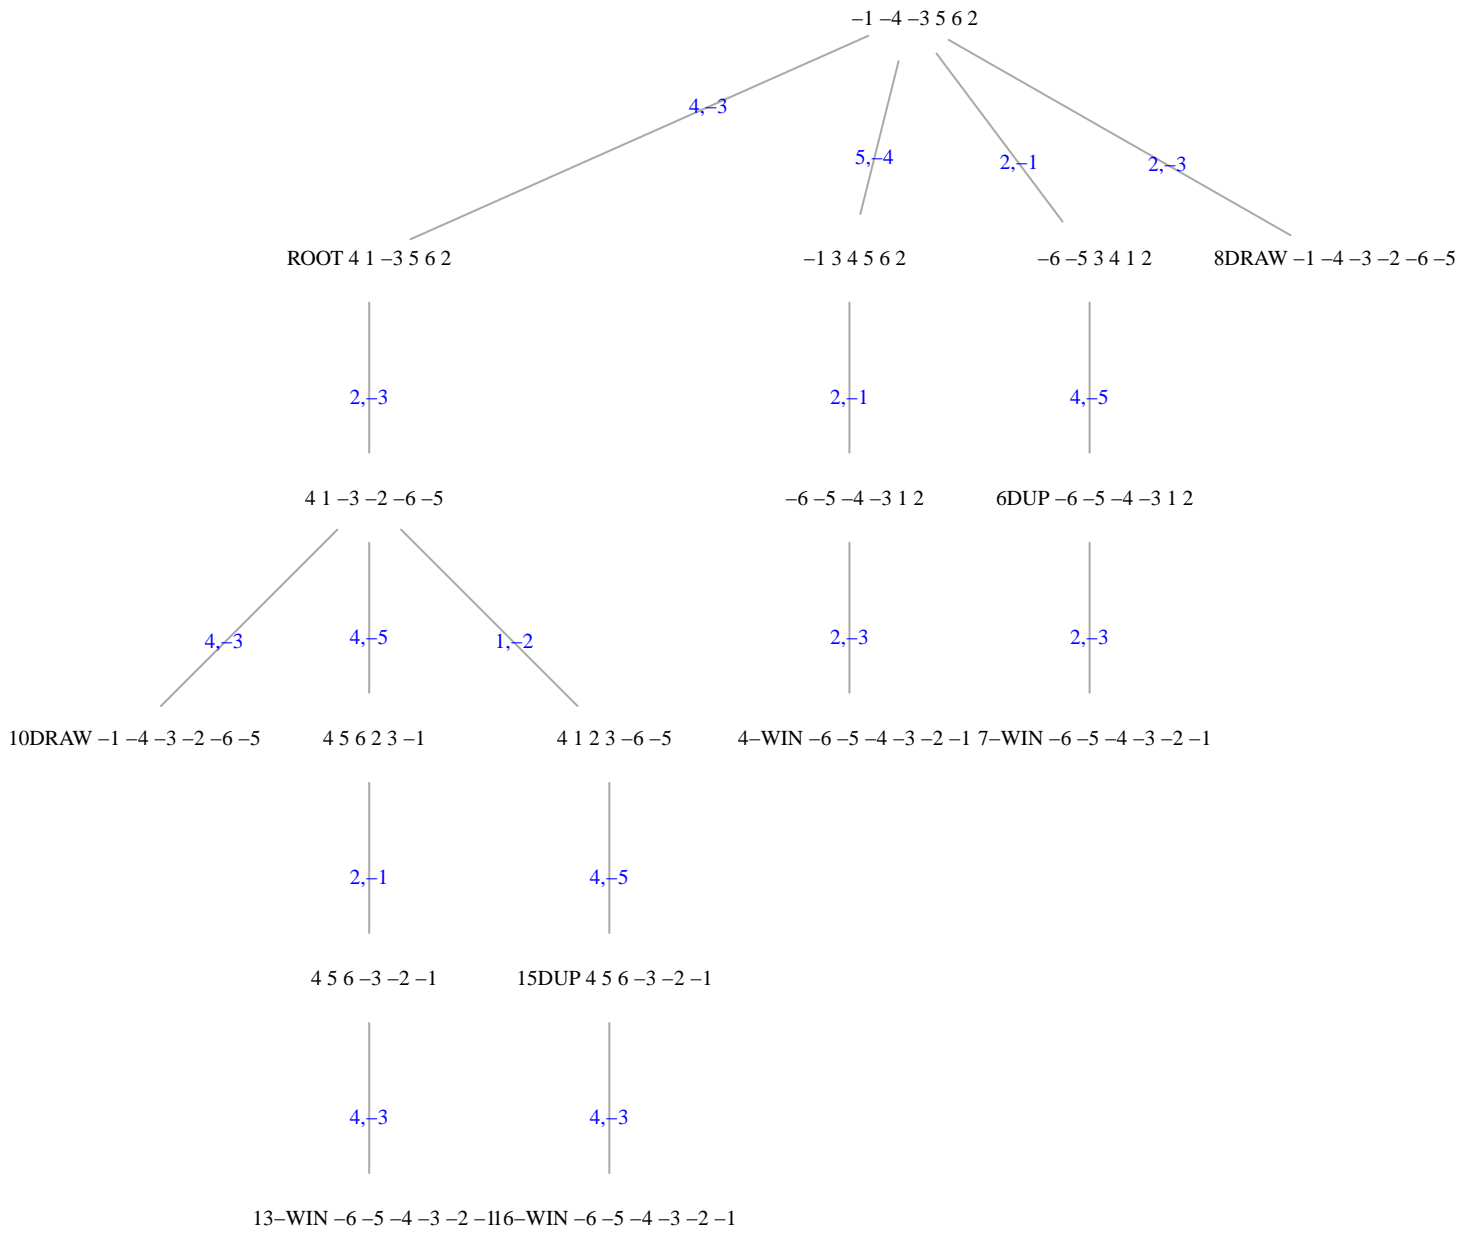 –1 –4 –3 5 6 2
4,–3
5,–4
2,–1
2,–3
ROOT 4 1 –3 5 6 2
–1 3 4 5 6 2
–6 –5 3 4 1 2
8DRAW –1 –4 –3 –2 –6 –5
2,–3
2,–1
4,–5
4 1 –3 –2 –6 –5
–6 –5 –4 –3 1 2
6DUP –6 –5 –4 –3 1 2
4,–3
4,–5
1,–2
2,–3
2,–3
10DRAW –1 –4 –3 –2 –6 –5
4 5 6 2 3 –1
4 1 2 3 –6 –5
4–WIN –6 –5 –4 –3 –2 –1
7–WIN –6 –5 –4 –3 –2 –1
2,–1
4,–5
4 5 6 –3 –2 –1
15DUP 4 5 6 –3 –2 –1
4,–3
4,–3
13–WIN –6 –5 –4 –3 –2 –1
16–WIN –6 –5 –4 –3 –2 –1